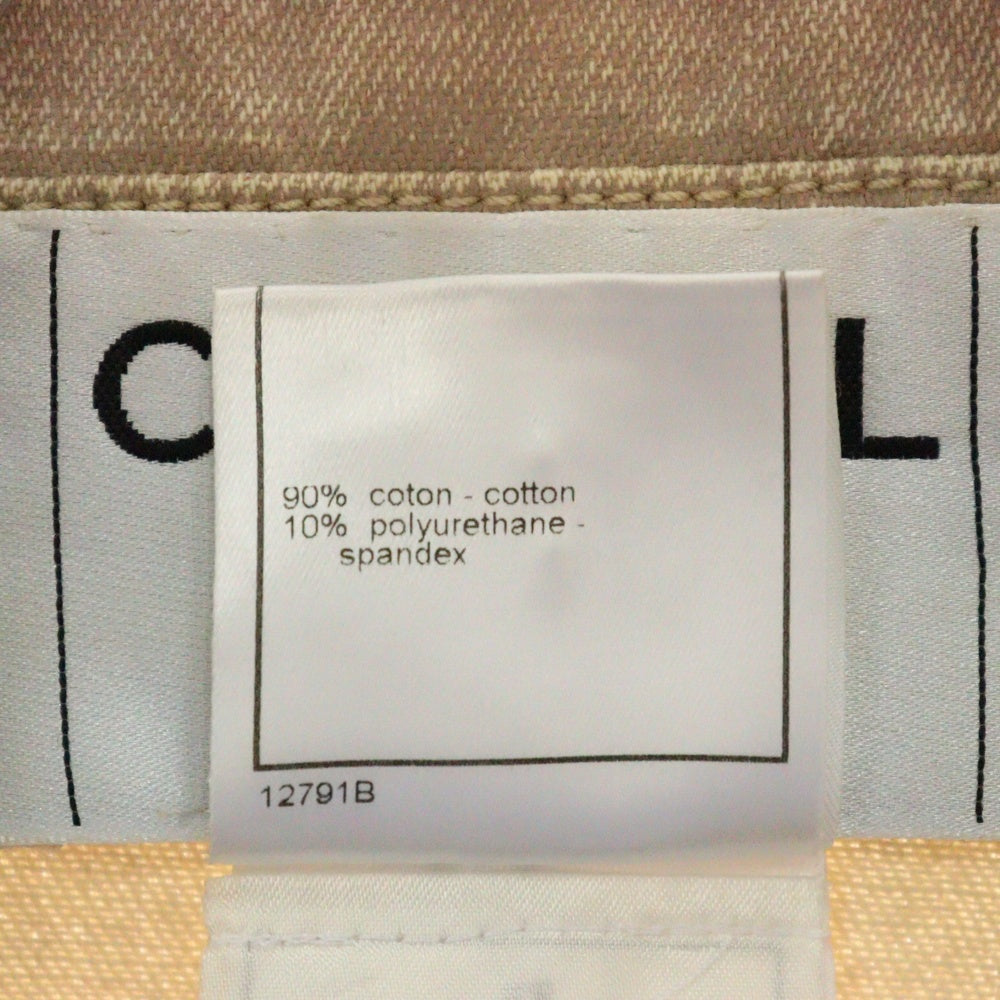 C L
90% coton - cotton
10% polyurethane -
spandex
12791B